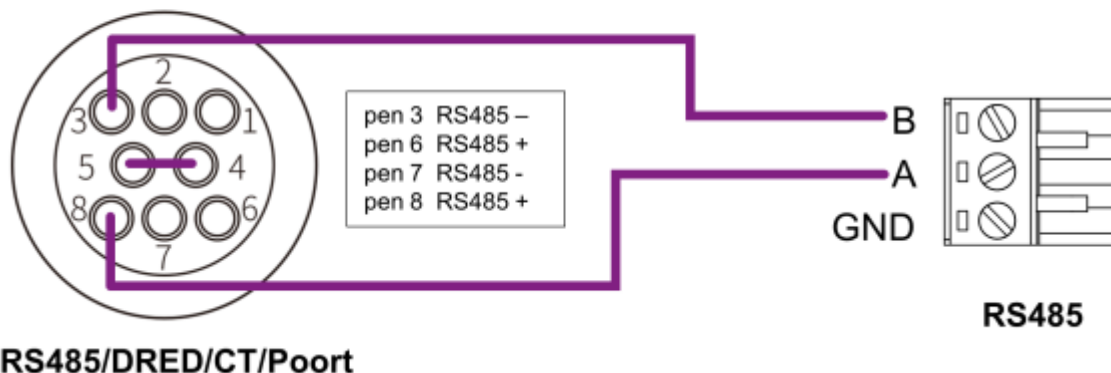 2
3
1
5
4
8
6
7
pen 3 RS485 –
pen 6 RS485 +
pen 7 RS485 -
pen 8 RS485 +
B
A
GND
RS485
RS485/DRED/CT/Poort